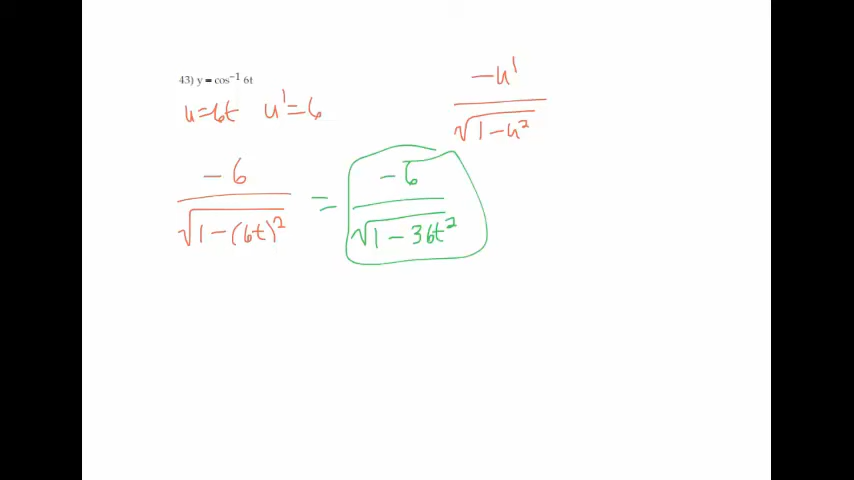 43) y = cos⁻¹ 6t
u=6t u'=6
-u'
√1-u²
-6
√1-(6t)²
=
-6
√1-36t²